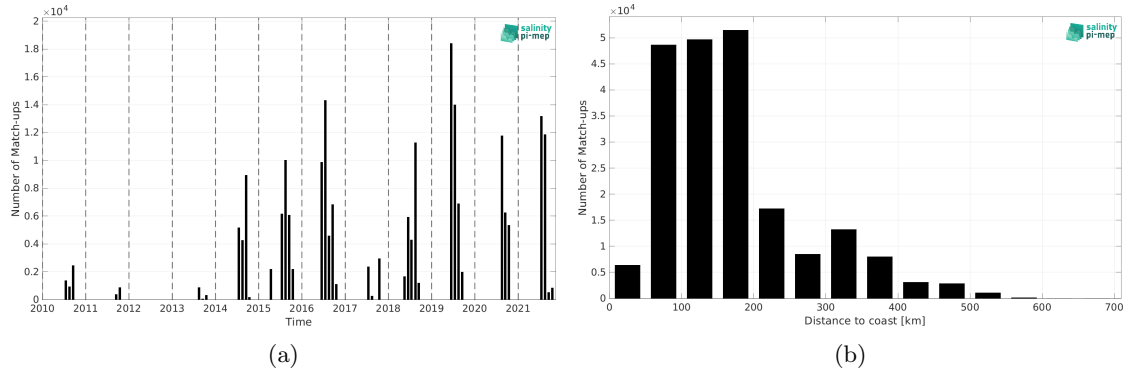 ×10⁴
2
1.8
1.6
1.4
1.2
1
0.8
0.6
0.4
0.2
0
Number of Match-ups
2010 2011 2012 2013 2014 2015 2016 2017 2018 2019 2020 2021
Time
salinity
pi-mep
(a)
×10⁴
5
4.5
4
3.5
3
2.5
2
1.5
1
0.5
0
Number of Match-ups
0 100 200 300 400 500 600 700
Distance to coast [km]
salinity
pi-mep
(b)